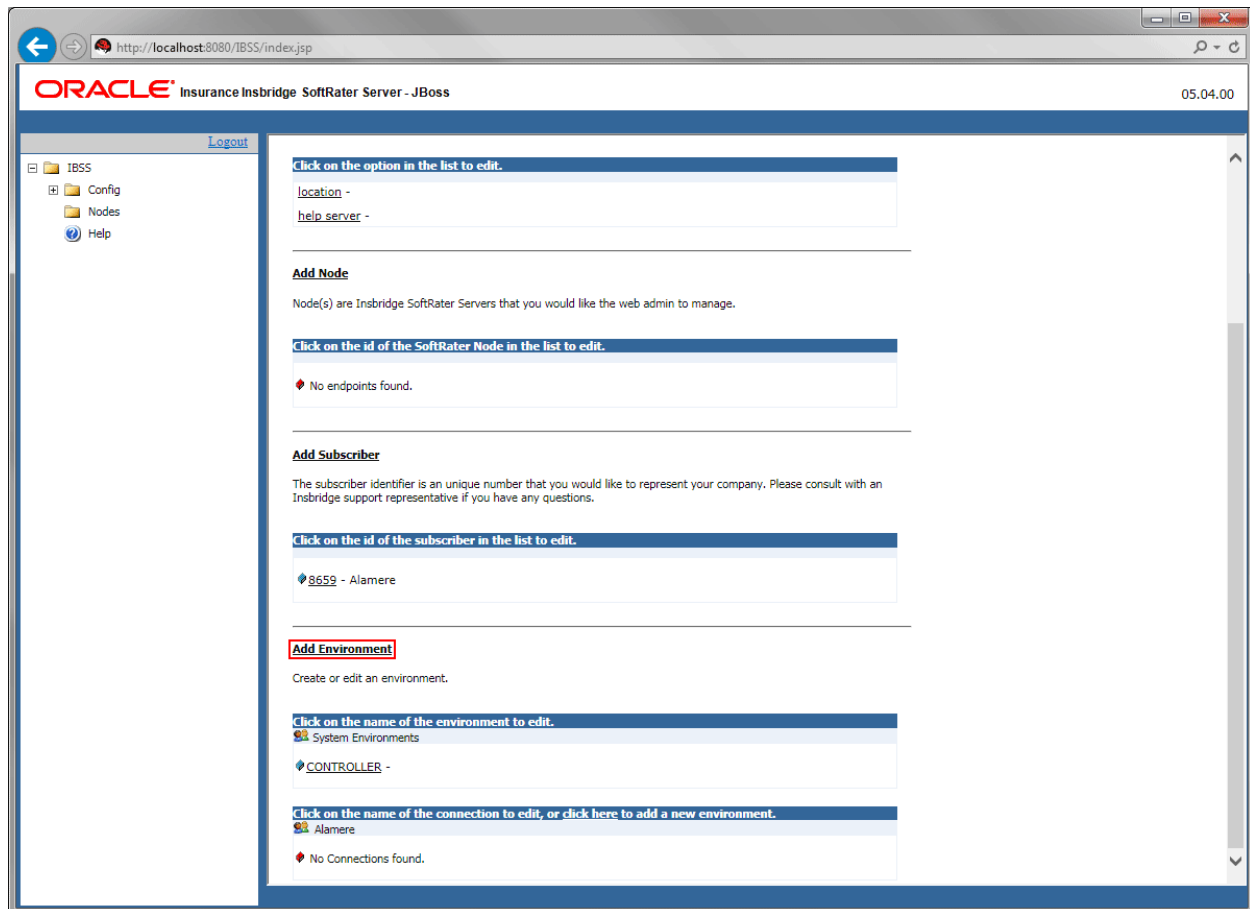 http://localhost:8080/IBSS/index.jsp
ORACLE® Insurance Insbridge SoftRater Server - JBoss
05.04.00
Logout
IBSS
Config
Nodes
Help
Click on the option in the list to edit.
location -
help server -
Add Node
Node(s) are Insbridge SoftRater Servers that you would like the web admin to manage.
Click on the id of the SoftRater Node in the list to edit.
No endpoints found.
Add Subscriber
The subscriber identifier is an unique number that you would like to represent your company. Please consult with an
Insbridge support representative if you have any questions.
Click on the id of the subscriber in the list to edit.
8659 - Alamere
Add Environment
Create or edit an environment.
Click on the name of the environment to edit.
System Environments
CONTROLLER -
Click on the name of the connection to edit, or click here to add a new environment.
Alamere
No Connections found.